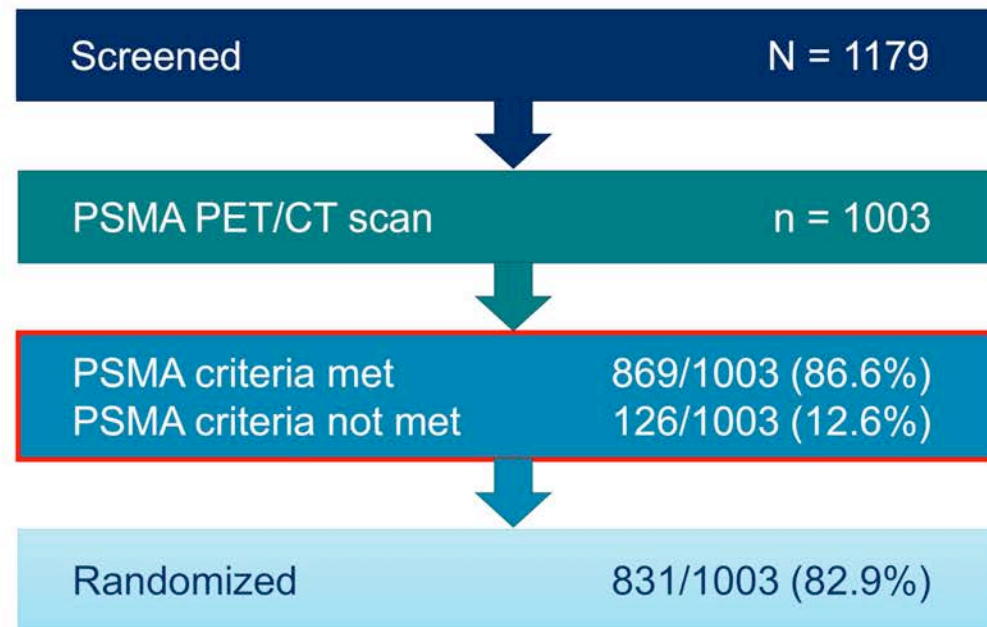 Screened N = 1179
PSMA PET/CT scan n = 1003
PSMA criteria met 869/1003 (86.6%)
PSMA criteria not met 126/1003 (12.6%)
Randomized 831/1003 (82.9%)